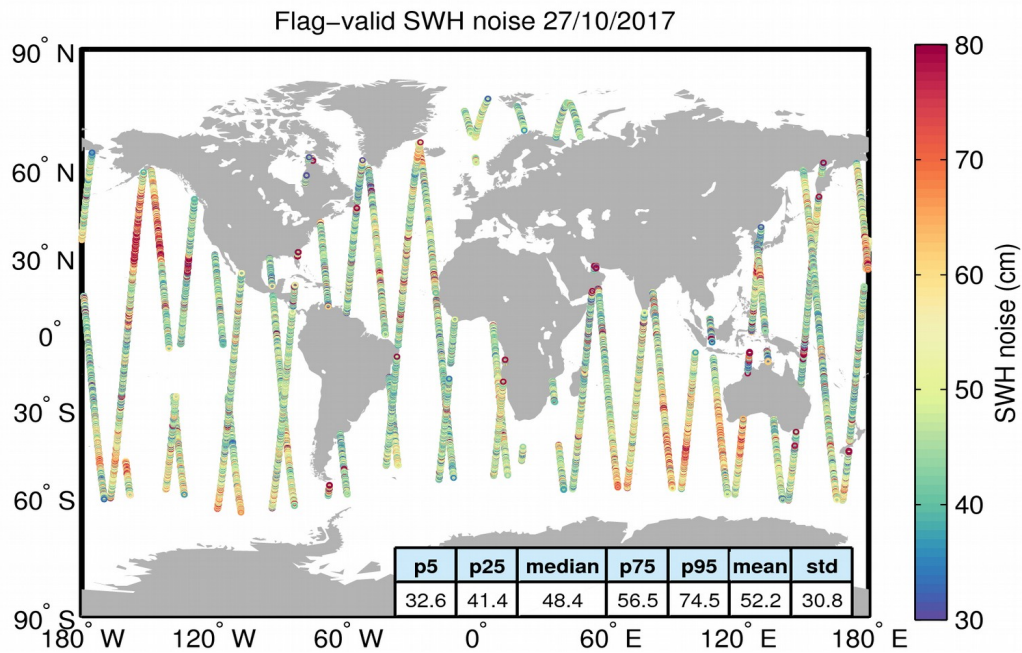 Flag−valid SWH noise 27/10/2017
90° N
60° N
30° N
0°
30° S
60° S
90° S
180° W
120° W
60° W
0°
60° E
120° E
180° E
80
70
60
50
40
30
SWH noise (cm)
p5 p25 median p75 p95 mean std
32.6 41.4 48.4 56.5 74.5 52.2 30.8